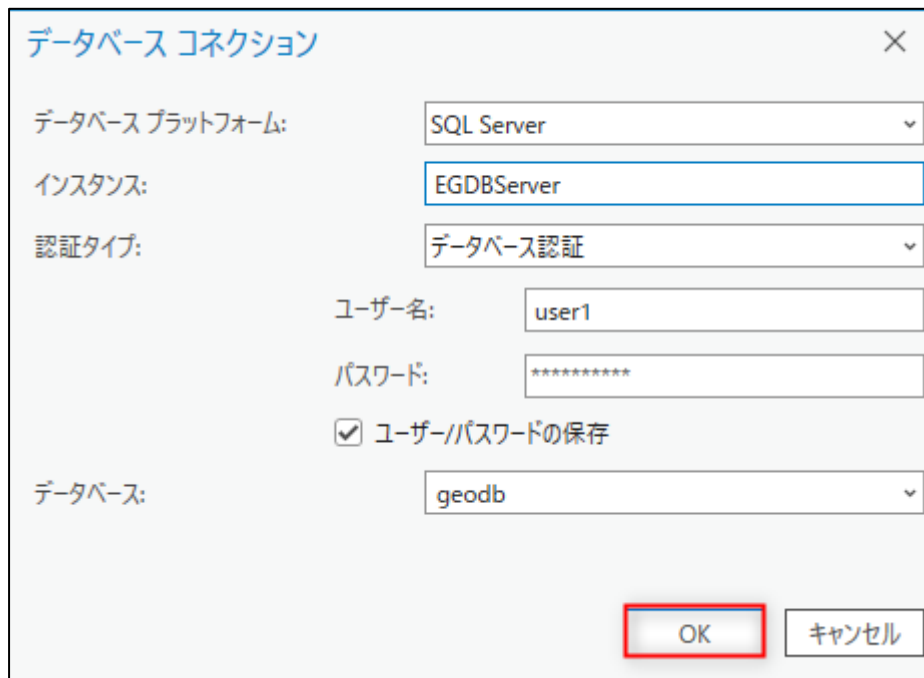 データベース コネクション
データベース プラットフォーム: SQL Server
インスタンス: EGDBServer
認証タイプ: データベース認証
ユーザー名: user1
パスワード: **********
ユーザー/パスワードの保存
データベース: geodb
OK キャンセル